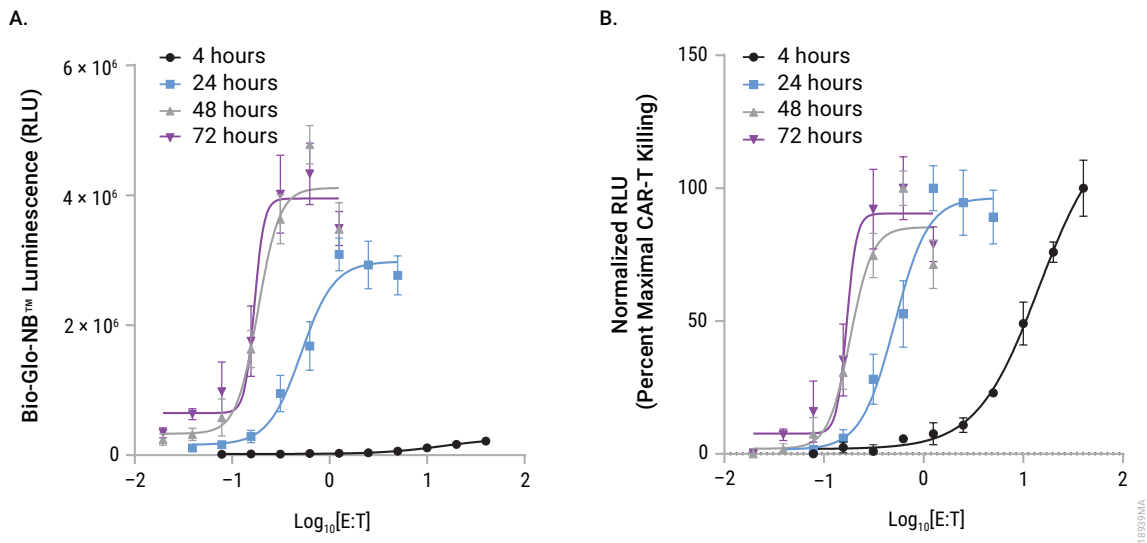 A.
4 hours
24 hours
48 hours
72 hours
6 × 10⁶
4 × 10⁶
2 × 10⁶
0
Bio-Glo-NB™ Luminescence (RLU)
−2
−1
0
1
2
Log₁₀[E:T]
B.
4 hours
24 hours
48 hours
72 hours
150
100
50
0
Normalized RLU
(Percent Maximal CAR-T Killing)
−2
−1
0
1
2
Log₁₀[E:T]
18939MA